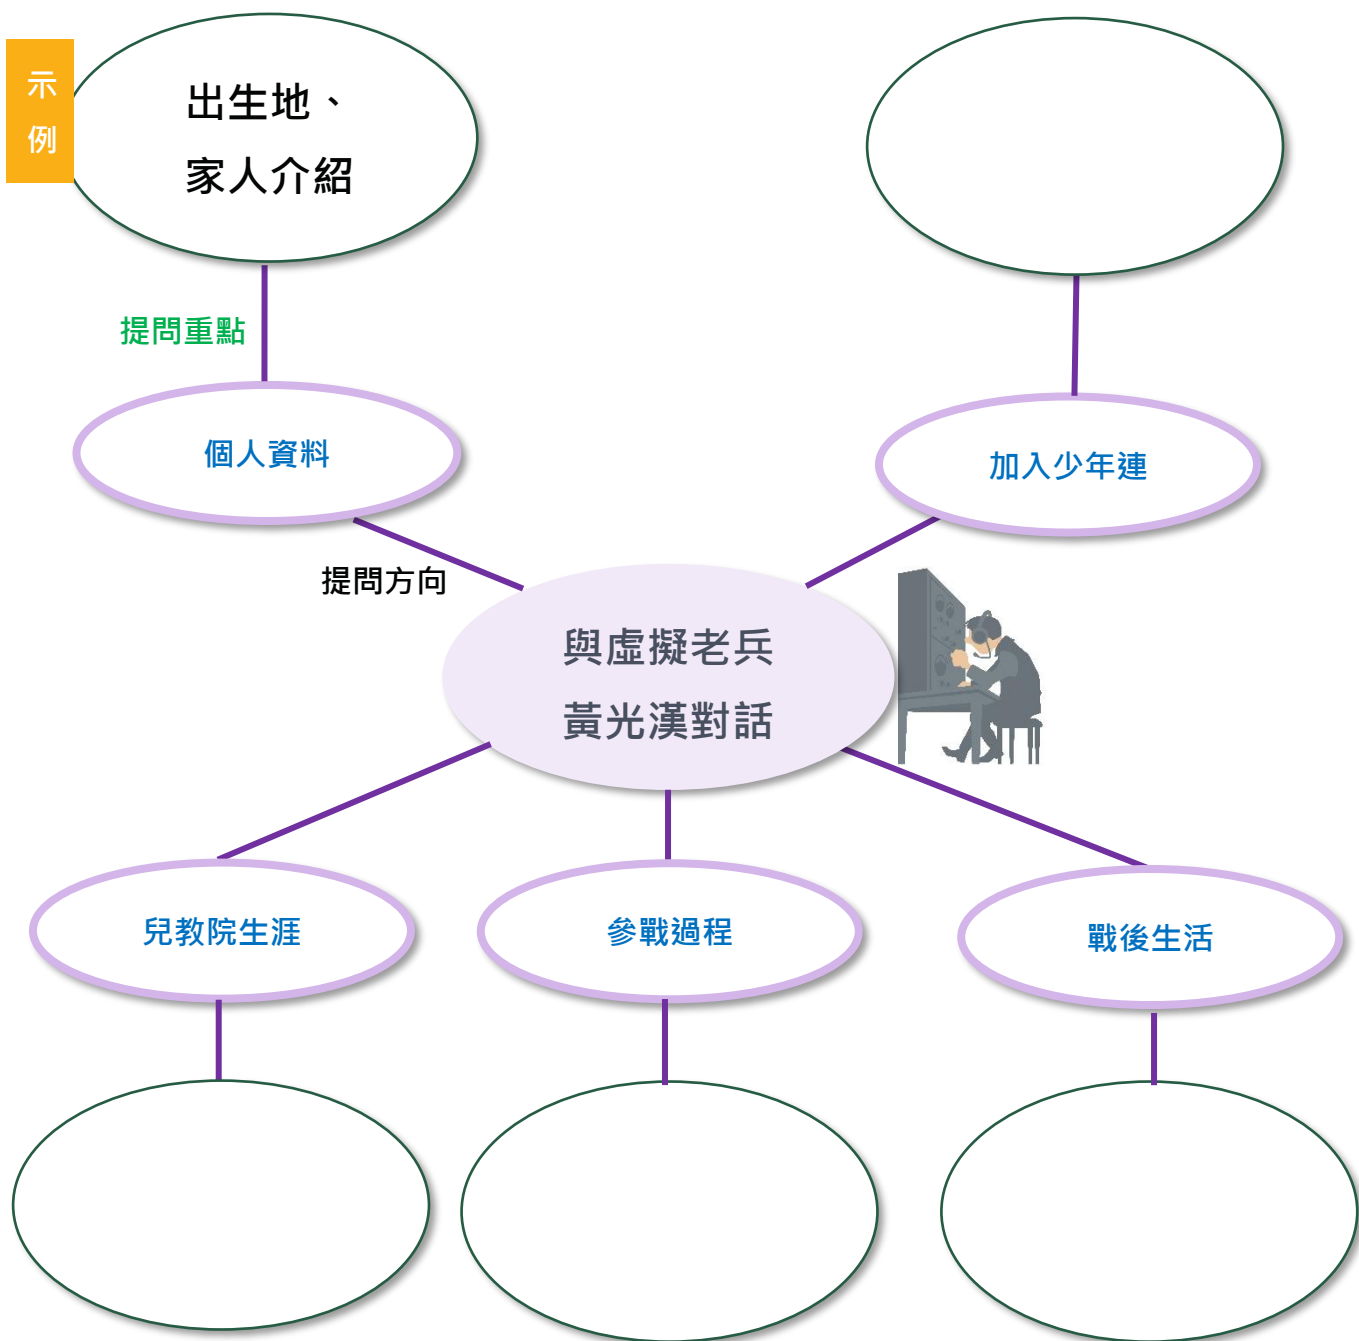 示
例
出生地、
家人介紹
提問重點
個人資料
加入少年連
提問方向
與虛擬老兵
黃光漢對話
兒教院生涯
參戰過程
戰後生活